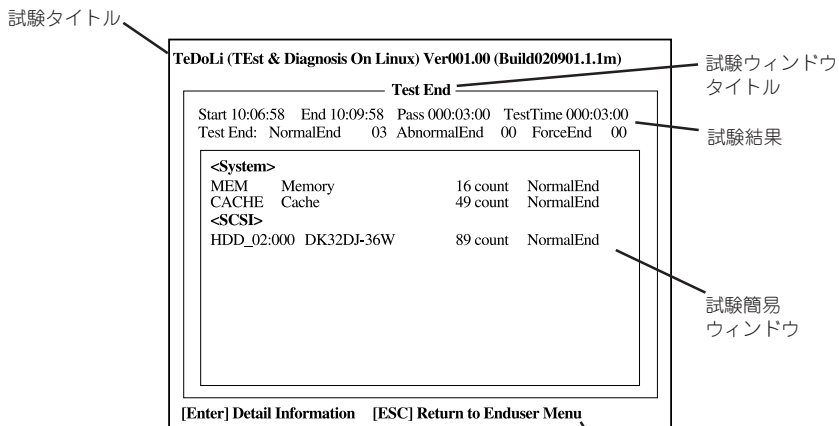 試験タイトル
TeDoLi (TEst & Diagnosis On Linux) Ver001.00 (Build020901.1.1m)
試験ウィンドウ
タイトル
Test End
Start 10:06:58 End 10:09:58 Pass 000:03:00 TestTime 000:03:00
Test End: NormalEnd 03 AbnormalEnd 00 ForceEnd 00
試験結果
<System>
MEM Memory 16 count NormalEnd
CACHE Cache 49 count NormalEnd
<SCSI>
HDD_02:000 DK32DJ-36W 89 count NormalEnd
試験簡易
ウィンドウ
[Enter] Detail Information [ESC] Return to Enduser Menu